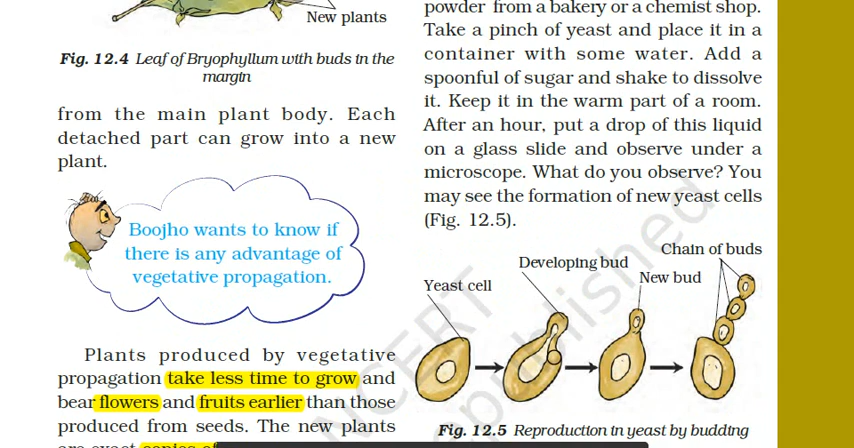 New plants
Fig. 12.4 Leaf of Bryophyllum with buds in the
margin
from the main plant body. Each
detached part can grow into a new
plant.
Boojho wants to know if
there is any advantage of
vegetative propagation.
Plants produced by vegetative
propagation take less time to grow and
bear flowers and fruits earlier than those
produced from seeds. The new plants
are exact copies of
powder from a bakery or a chemist shop.
Take a pinch of yeast and place it in a
container with some water. Add a
spoonful of sugar and shake to dissolve
it. Keep it in the warm part of a room.
After an hour, put a drop of this liquid
on a glass slide and observe under a
microscope. What do you observe? You
may see the formation of new yeast cells
(Fig. 12.5).
Chain of buds
Developing bud
New bud
Yeast cell
Fig. 12.5 Reproduction in yeast by budding
NCERT
republished